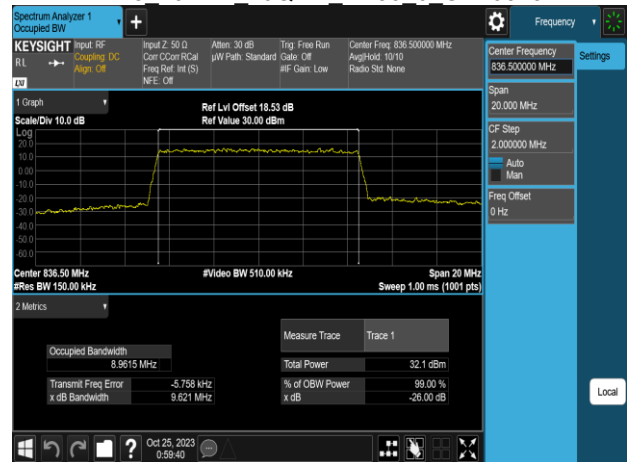 Spectrum Analyzer 1
Occupied BW
Frequency
KEYSIGHT
Input: RF
Input Z: 50 Ω
Atten: 30 dB
Trig: Free Run
Center Freq: 836.500000 MHz
RL
Coupling: DC
Corr CCorr RCal
µW Path: Standard
Gate: Off
Avg|Hold: 10/10
Align: Off
Freq Ref: Int (S)
#IF Gain: Low
Radio Std: None
NFE: Off
LXI
Center Frequency
836.500000 MHz
Settings
Span
20.000 MHz
CF Step
2.000000 MHz
Auto
Man
Freq Offset
0 Hz
1 Graph
Ref Lvl Offset 18.53 dB
Scale/Div 10.0 dB
Ref Value 30.00 dBm
Log
20.0
10.0
0.00
-10.0
-20.0
-30.0
-40.0
-50.0
-60.0
Center 836.50 MHz
#Video BW 510.00 kHz
Span 20 MHz
#Res BW 150.00 kHz
Sweep 1.00 ms (1001 pts)
2 Metrics
Measure Trace
Trace 1
Occupied Bandwidth
8.9615 MHz
Total Power
32.1 dBm
Transmit Freq Error
-5.758 kHz
% of OBW Power
99.00 %
x dB Bandwidth
9.621 MHz
x dB
-26.00 dB
Local
?
Oct 25, 2023
0:59:40